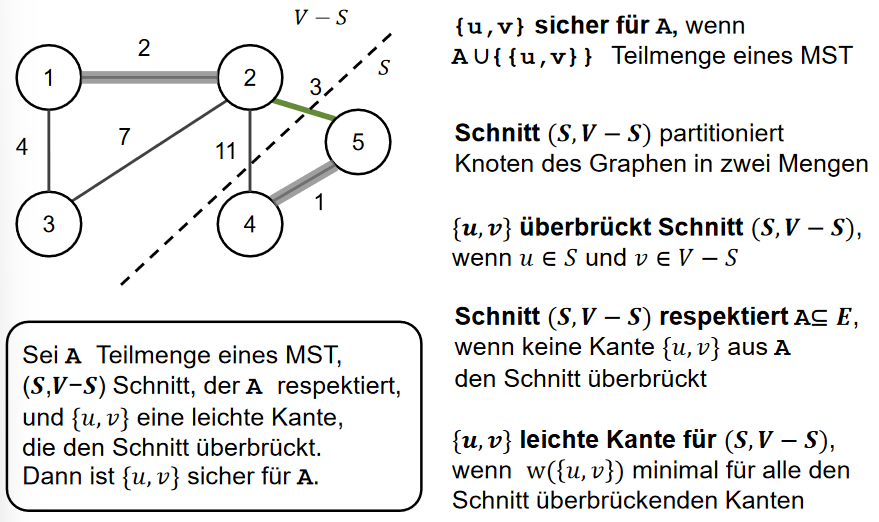 V − S
S
1
2
2
3
5
4
7
11
3
4
1
{u,v} sicher für A, wenn
A ∪ { {u,v} } Teilmenge eines MST
Schnitt (S, V − S) partitioniert
Knoten des Graphen in zwei Mengen
{u, v} überbrückt Schnitt (S, V − S),
wenn u ∈ S und v ∈ V − S
Schnitt (S, V − S) respektiert A ⊆ E,
wenn keine Kante {u, v} aus A
den Schnitt überbrückt
{u, v} leichte Kante für (S, V − S),
wenn w({u, v}) minimal für alle den
Schnitt überbrückenden Kanten
Sei A Teilmenge eines MST,
(S,V−S) Schnitt, der A respektiert,
und {u, v} eine leichte Kante,
die den Schnitt überbrückt.
Dann ist {u, v} sicher für A.